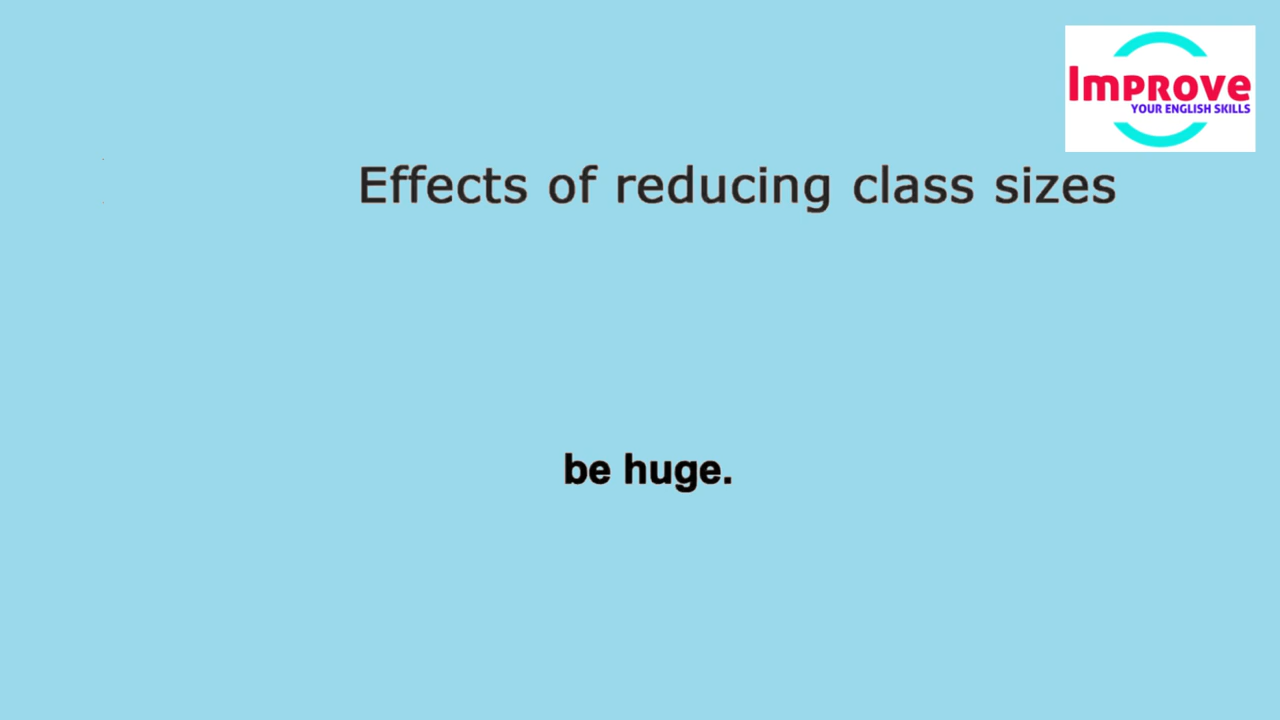 Improve
YOUR ENGLISH SKILLS
Effects of reducing class sizes
be huge.